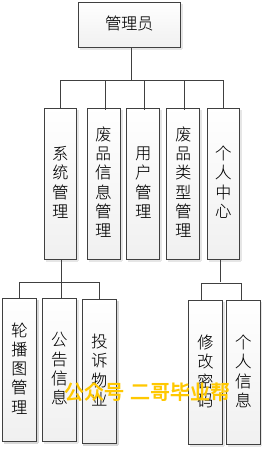 管理员
系统管理
废品信息管理
用户管理
废品类型管理
个人中心
轮播图管理
公告信息
投诉物业
修改密码
个人信息
公众号 二哥毕业帮